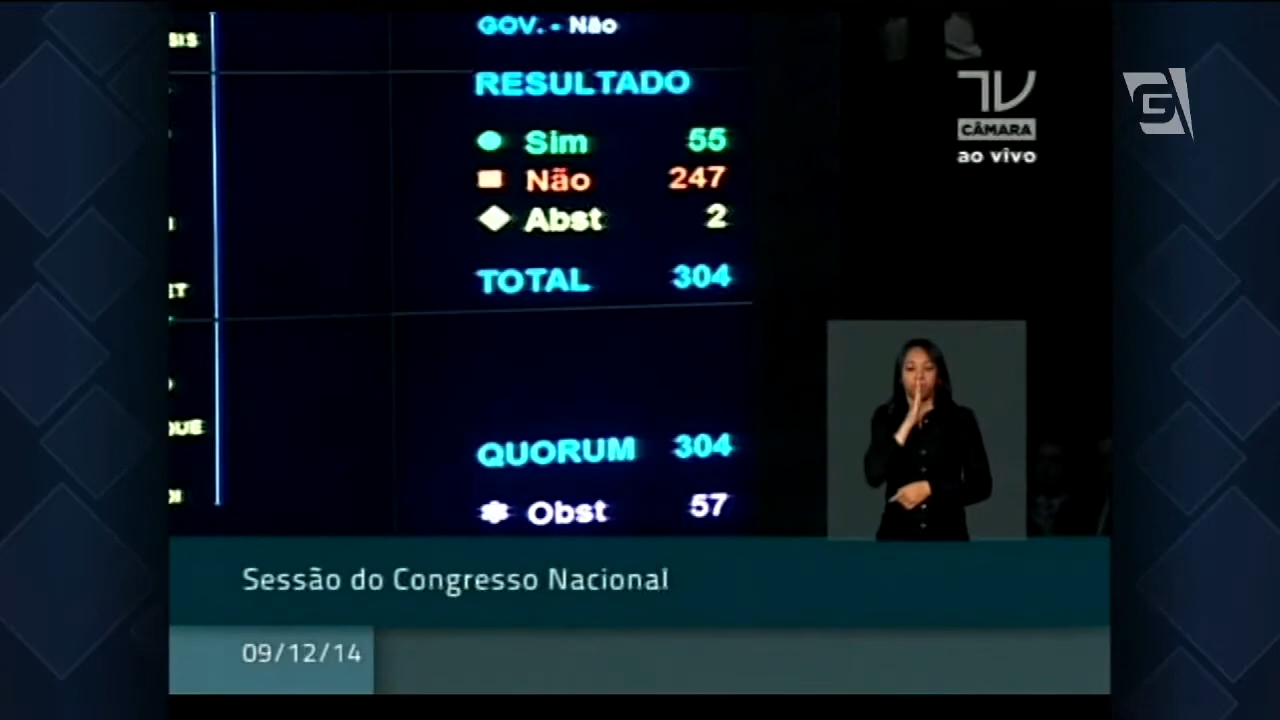 GOV. - Não
SIS
RESULTADO
Sim 55
Não 247
Abst 2
TOTAL 304
QUORUM 304
Obst 57
TV
CÂMARA
ao vivo
G
Sessão do Congresso Nacional
09/12/14